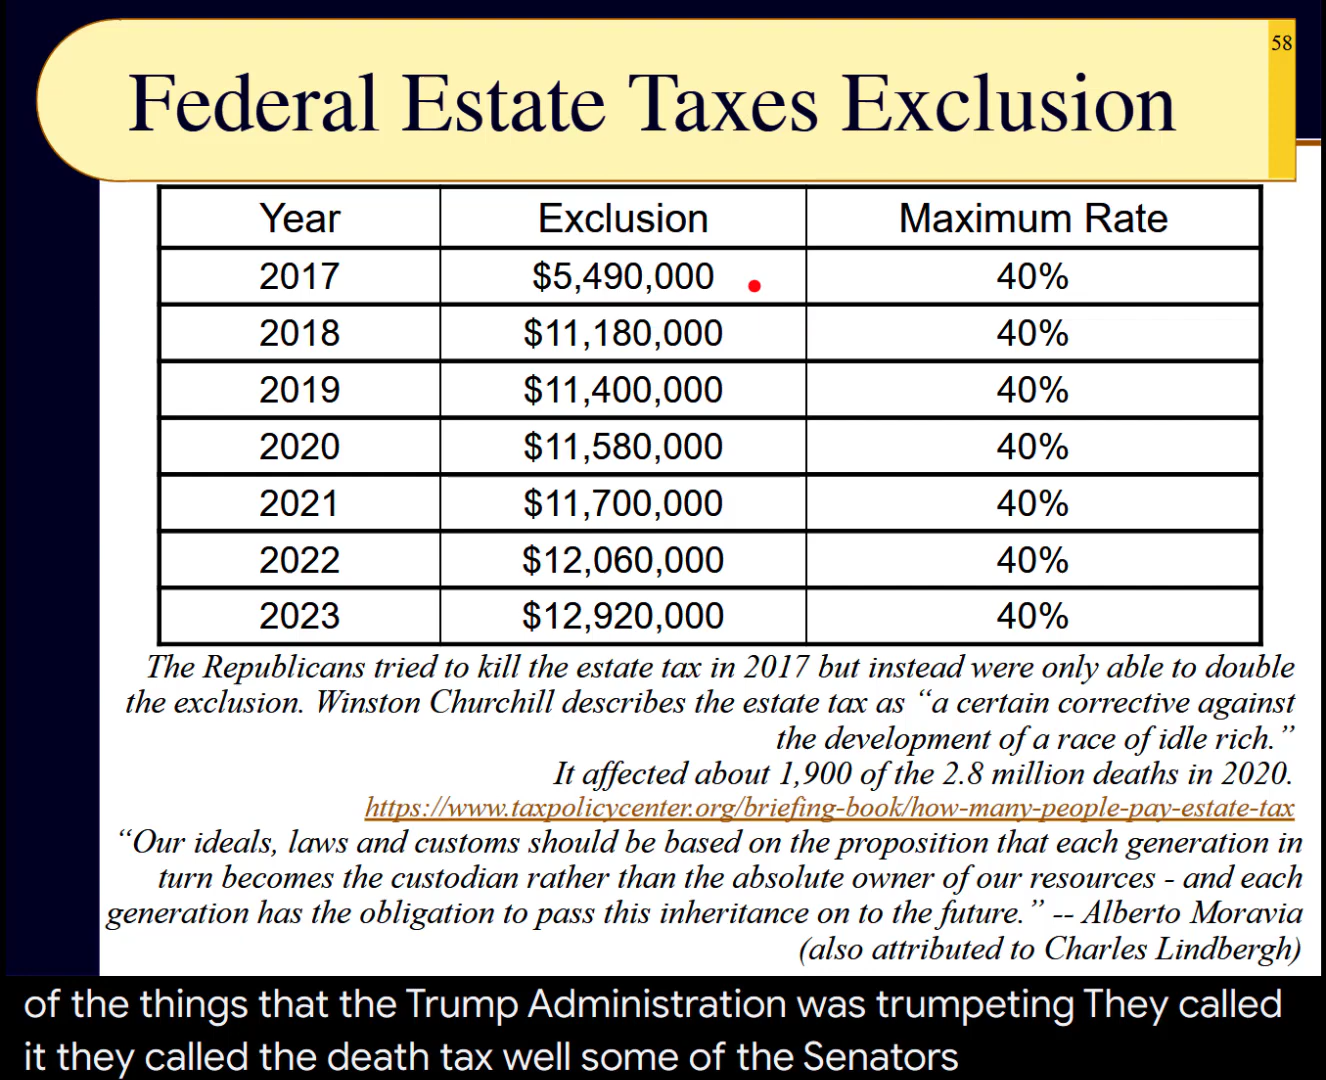 58
Federal Estate Taxes Exclusion
Year Exclusion Maximum Rate
2017 $5,490,000 40%
2018 $11,180,000 40%
2019 $11,400,000 40%
2020 $11,580,000 40%
2021 $11,700,000 40%
2022 $12,060,000 40%
2023 $12,920,000 40%
The Republicans tried to kill the estate tax in 2017 but instead were only able to double
the exclusion. Winston Churchill describes the estate tax as “a certain corrective against
the development of a race of idle rich.”
It affected about 1,900 of the 2.8 million deaths in 2020.
https://www.taxpolicycenter.org/briefing-book/how-many-people-pay-estate-tax
“Our ideals, laws and customs should be based on the proposition that each generation in
turn becomes the custodian rather than the absolute owner of our resources - and each
generation has the obligation to pass this inheritance on to the future.” -- Alberto Moravia
(also attributed to Charles Lindbergh)
of the things that the Trump Administration was trumpeting They called
it they called the death tax well some of the Senators